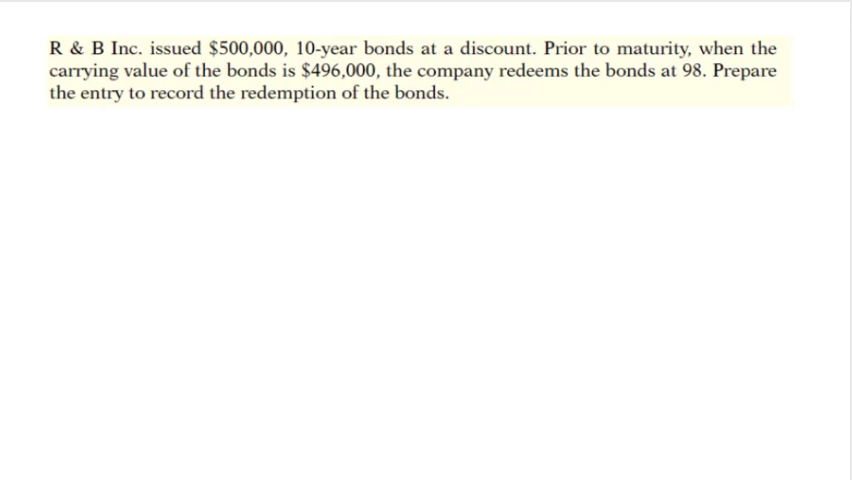 R & B Inc. issued $500,000, 10-year bonds at a discount. Prior to maturity, when the
carrying value of the bonds is $496,000, the company redeems the bonds at 98. Prepare
the entry to record the redemption of the bonds.